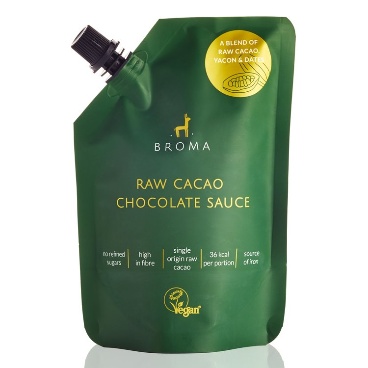 A BLEND OF
RAW CACAO,
YACON & DATES
BROMA
RAW CACAO
CHOCOLATE SAUCE
no refined
sugars
high
in fibre
single
origin raw
cacao
36 kcal
per portion
source
of iron
vegan